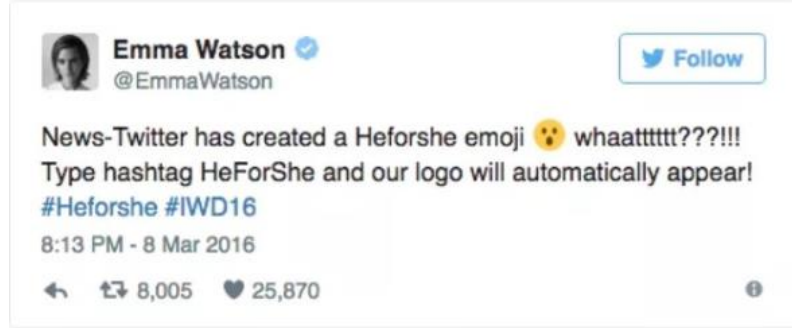 Emma Watson
Follow
@EmmaWatson
News-Twitter has created a Heforshe emoji 😮 whaatttttt???!!!
Type hashtag HeForShe and our logo will automatically appear!
#Heforshe #IWD16
8:13 PM - 8 Mar 2016
8,005 25,870